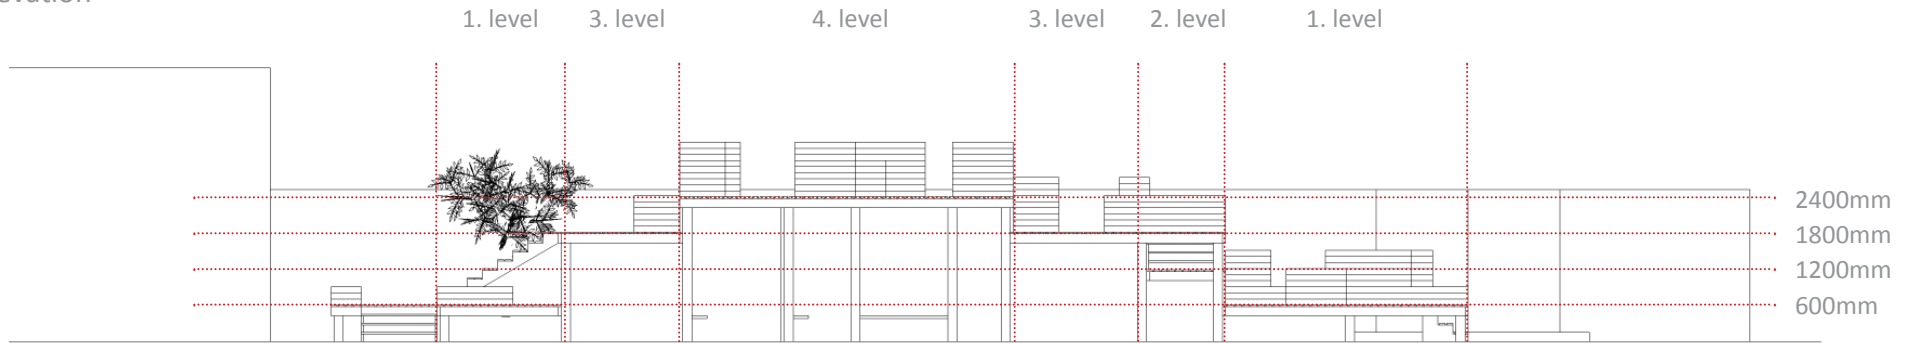 1. level 3. level 4. level 3. level 2. level 1. level
2400mm
1800mm
1200mm
600mm